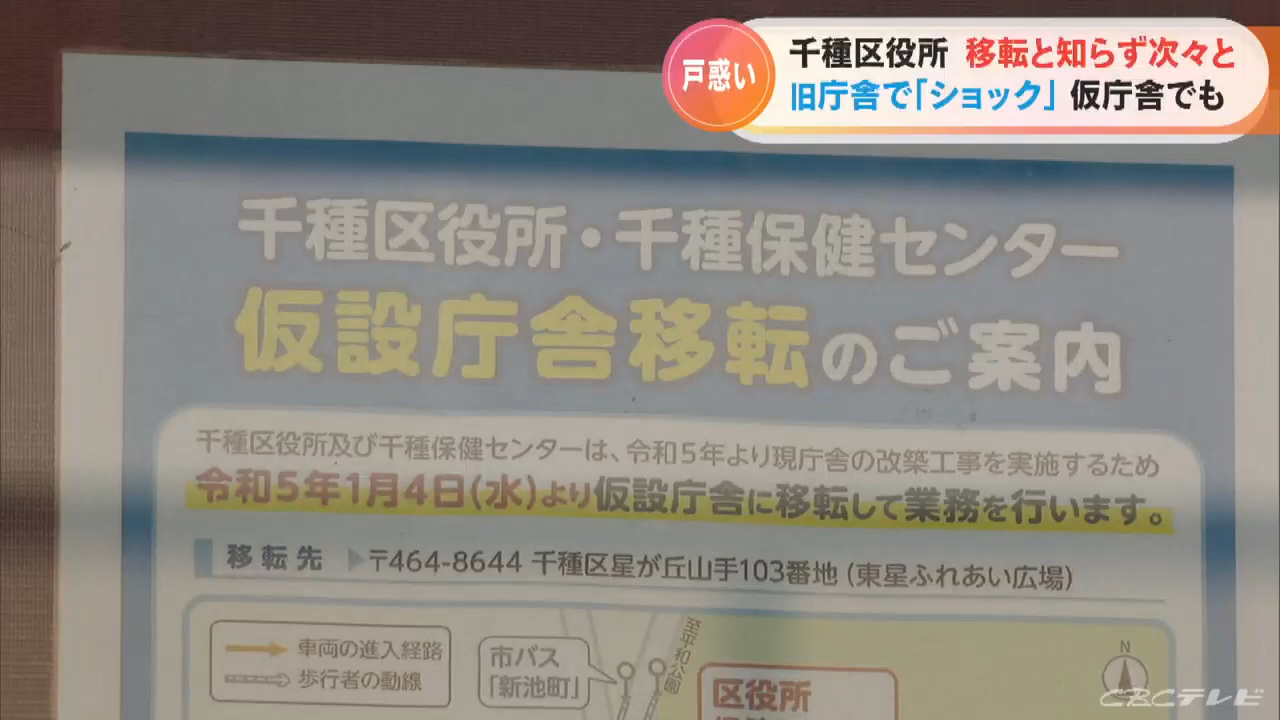 戸惑い
千種区役所 移転と知らず次々と
旧庁舎で「ショック」 仮庁舎でも
千種区役所・千種保健センター
仮設庁舎移転のご案内
千種区役所及び千種保健センターは、令和5年より現庁舎の改築工事を実施するため
令和5年1月4日(水)より仮設庁舎に移転して業務を行います。
移転先 ▶〒464-8644 千種区星が丘山手103番地 (東星ふれあい広場)
車両の進入経路
歩行者の動線
市バス
「新池町」
至平和公園
区役所
N
CBCテレビ